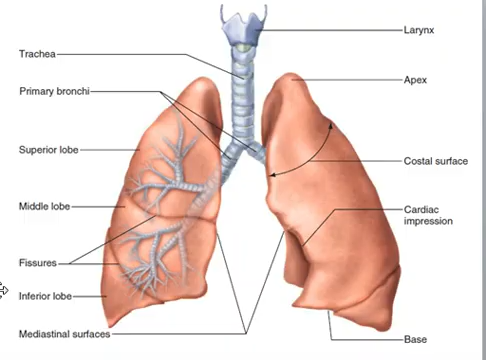 Larynx
Trachea
Apex
Primary bronchi
Superior lobe
Costal surface
Middle lobe
Cardiac
impression
Fissures
Inferior lobe
Mediastinal surfaces
Base